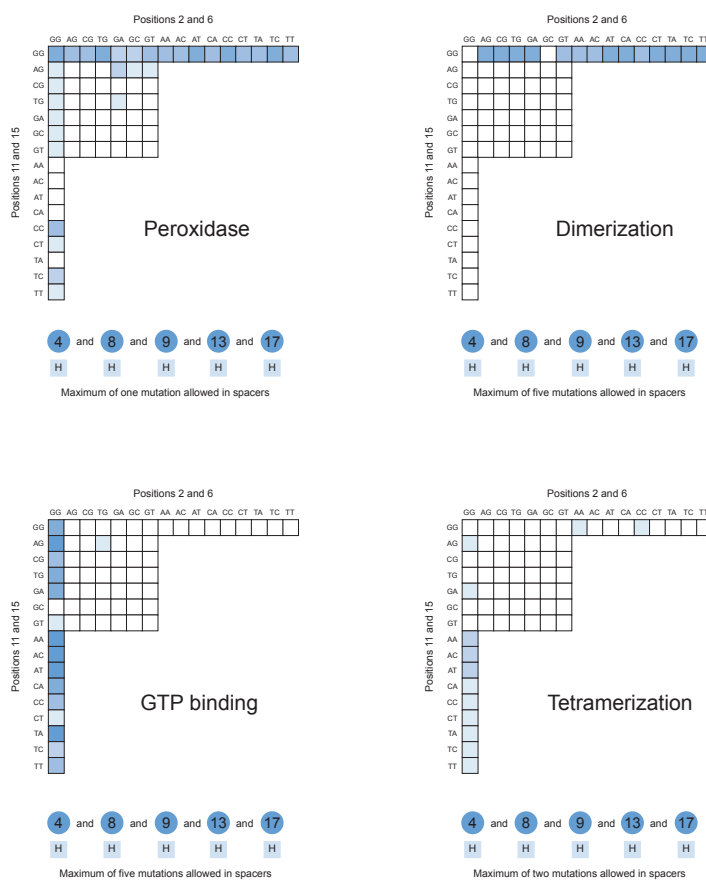 Positions 2 and 6
GG AG CG TG GA GC GT AA AC AT CA CC CT TA TC TT
GG
AG
CG
TG
GA
GC
GT
AA
AC
AT
CA
CC
CT
TA
TC
TT
Positions 11 and 15
Peroxidase
4 and 8 and 9 and 13 and 17
H H H H H
Maximum of one mutation allowed in spacers
Positions 2 and 6
GG AG CG TG GA GC GT AA AC AT CA CC CT TA TC TT
GG
AG
CG
TG
GA
GC
GT
AA
AC
AT
CA
CC
CT
TA
TC
TT
Positions 11 and 15
Dimerization
4 and 8 and 9 and 13 and 17
H H H H H
Maximum of five mutations allowed in spacers
Positions 2 and 6
GG AG CG TG GA GC GT AA AC AT CA CC CT TA TC TT
GG
AG
CG
TG
GA
GC
GT
AA
AC
AT
CA
CC
CT
TA
TC
TT
Positions 11 and 15
GTP binding
4 and 8 and 9 and 13 and 17
H H H H H
Maximum of five mutations allowed in spacers
Positions 2 and 6
GG AG CG TG GA GC GT AA AC AT CA CC CT TA TC TT
GG
AG
CG
TG
GA
GC
GT
AA
AC
AT
CA
CC
CT
TA
TC
TT
Positions 11 and 15
Tetramerization
4 and 8 and 9 and 13 and 17
H H H H H
Maximum of two mutations allowed in spacers